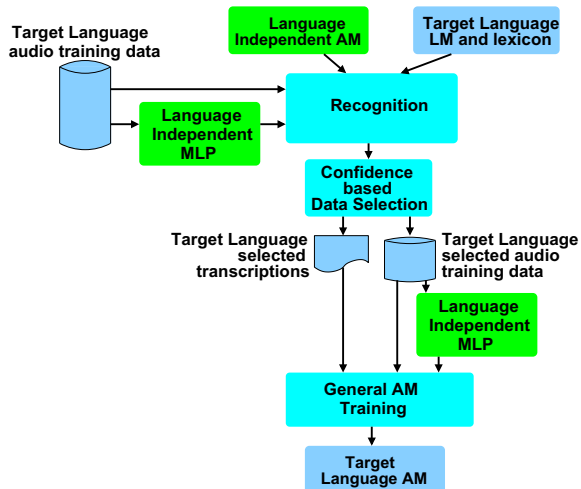 Target Language
audio training data
Language
Independent AM
Target Language
LM and lexicon
Recognition
Language
Independent
MLP
Confidence
based
Data Selection
Target Language
selected
transcriptions
Target Language
selected audio
training data
Language
Independent
MLP
General AM
Training
Target
Language AM